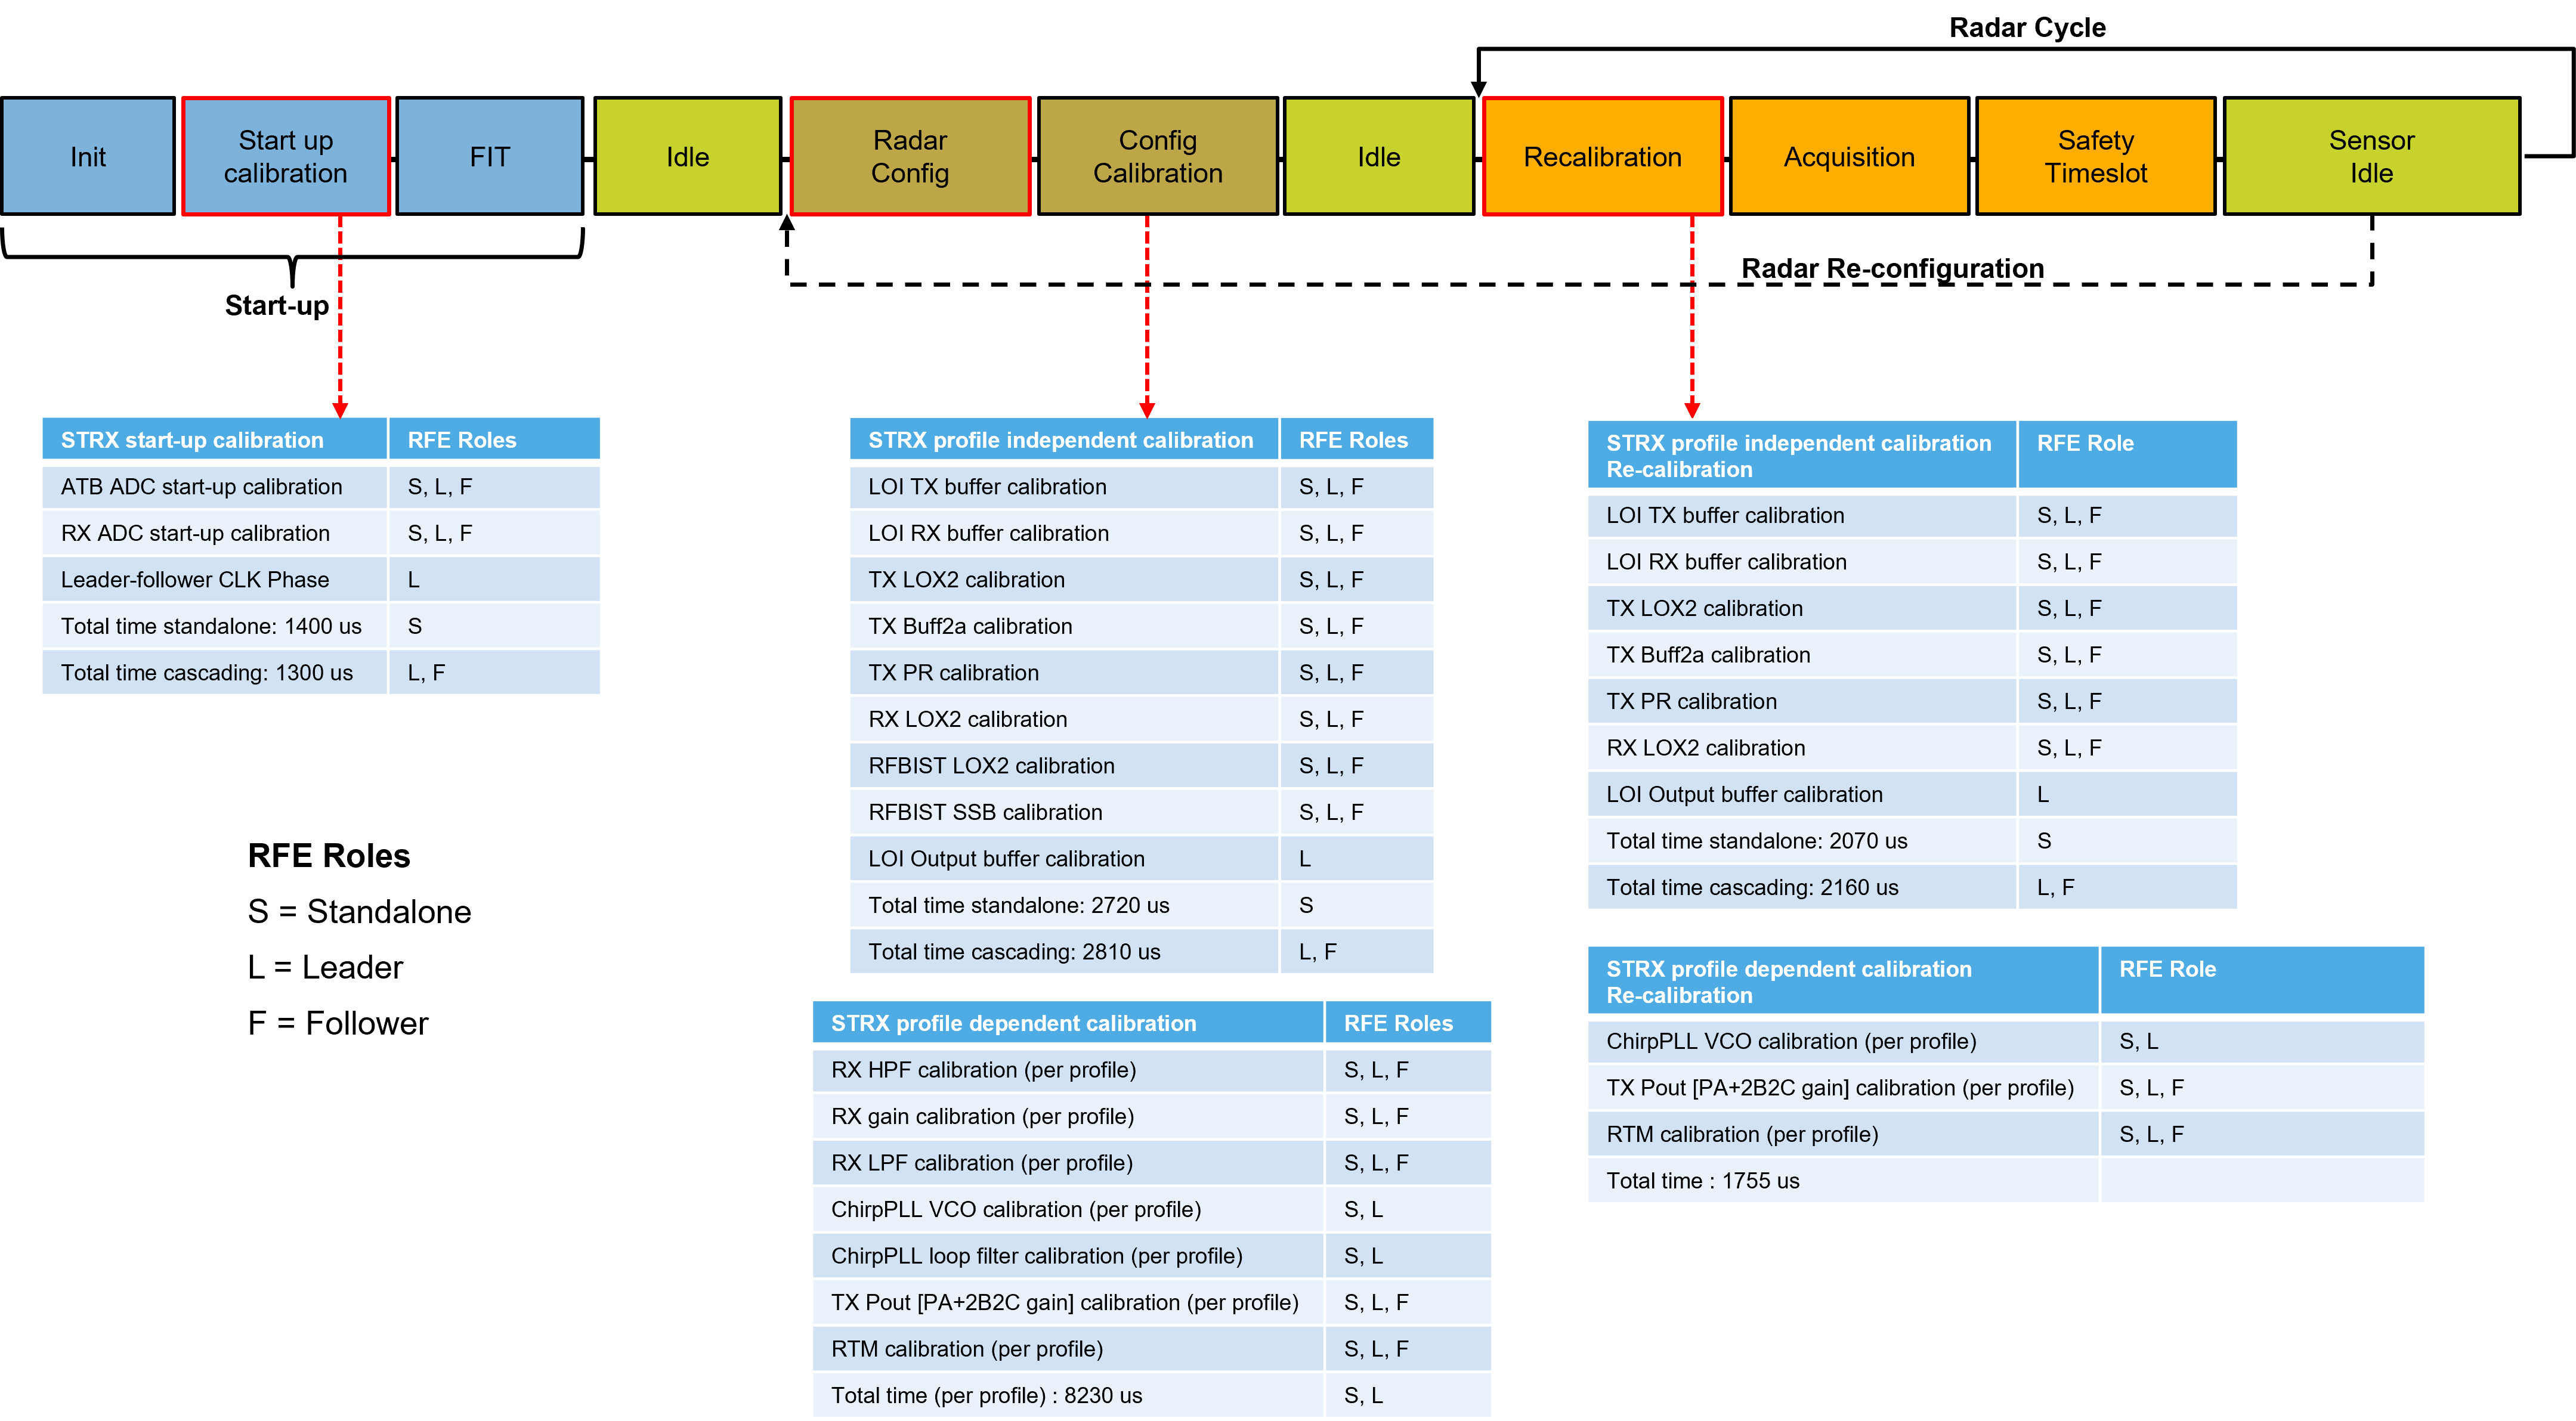 Radar Cycle
Init
Start up
calibration
FIT
Idle
Radar
Config
Config
Calibration
Idle
Recalibration
Acquisition
Safety
Timeslot
Sensor
Idle
Start-up
Radar Re-configuration
STRX start-up calibration RFE Roles
ATB ADC start-up calibration S, L, F
RX ADC start-up calibration S, L, F
Leader-follower CLK Phase L
Total time standalone: 1400 us S
Total time cascading: 1300 us L, F
RFE Roles
S = Standalone
L = Leader
F = Follower
STRX profile independent calibration RFE Roles
LOI TX buffer calibration S, L, F
LOI RX buffer calibration S, L, F
TX LOX2 calibration S, L, F
TX Buff2a calibration S, L, F
TX PR calibration S, L, F
RX LOX2 calibration S, L, F
RFBIST LOX2 calibration S, L, F
RFBIST SSB calibration S, L, F
LOI Output buffer calibration L
Total time standalone: 2720 us S
Total time cascading: 2810 us L, F
STRX profile dependent calibration RFE Roles
RX HPF calibration (per profile) S, L, F
RX gain calibration (per profile) S, L, F
RX LPF calibration (per profile) S, L, F
ChirpPLL VCO calibration (per profile) S, L
ChirpPLL loop filter calibration (per profile) S, L
TX Pout [PA+2B2C gain] calibration (per profile) S, L, F
RTM calibration (per profile) S, L, F
Total time (per profile) : 8230 us S, L
STRX profile independent calibration RFE Role
Re-calibration
LOI TX buffer calibration S, L, F
LOI RX buffer calibration S, L, F
TX LOX2 calibration S, L, F
TX Buff2a calibration S, L, F
TX PR calibration S, L, F
RX LOX2 calibration S, L, F
LOI Output buffer calibration L
Total time standalone: 2070 us S
Total time cascading: 2160 us L, F
STRX profile dependent calibration RFE Role
Re-calibration
ChirpPLL VCO calibration (per profile) S, L
TX Pout [PA+2B2C gain] calibration (per profile) S, L, F
RTM calibration (per profile) S, L, F
Total time : 1755 us